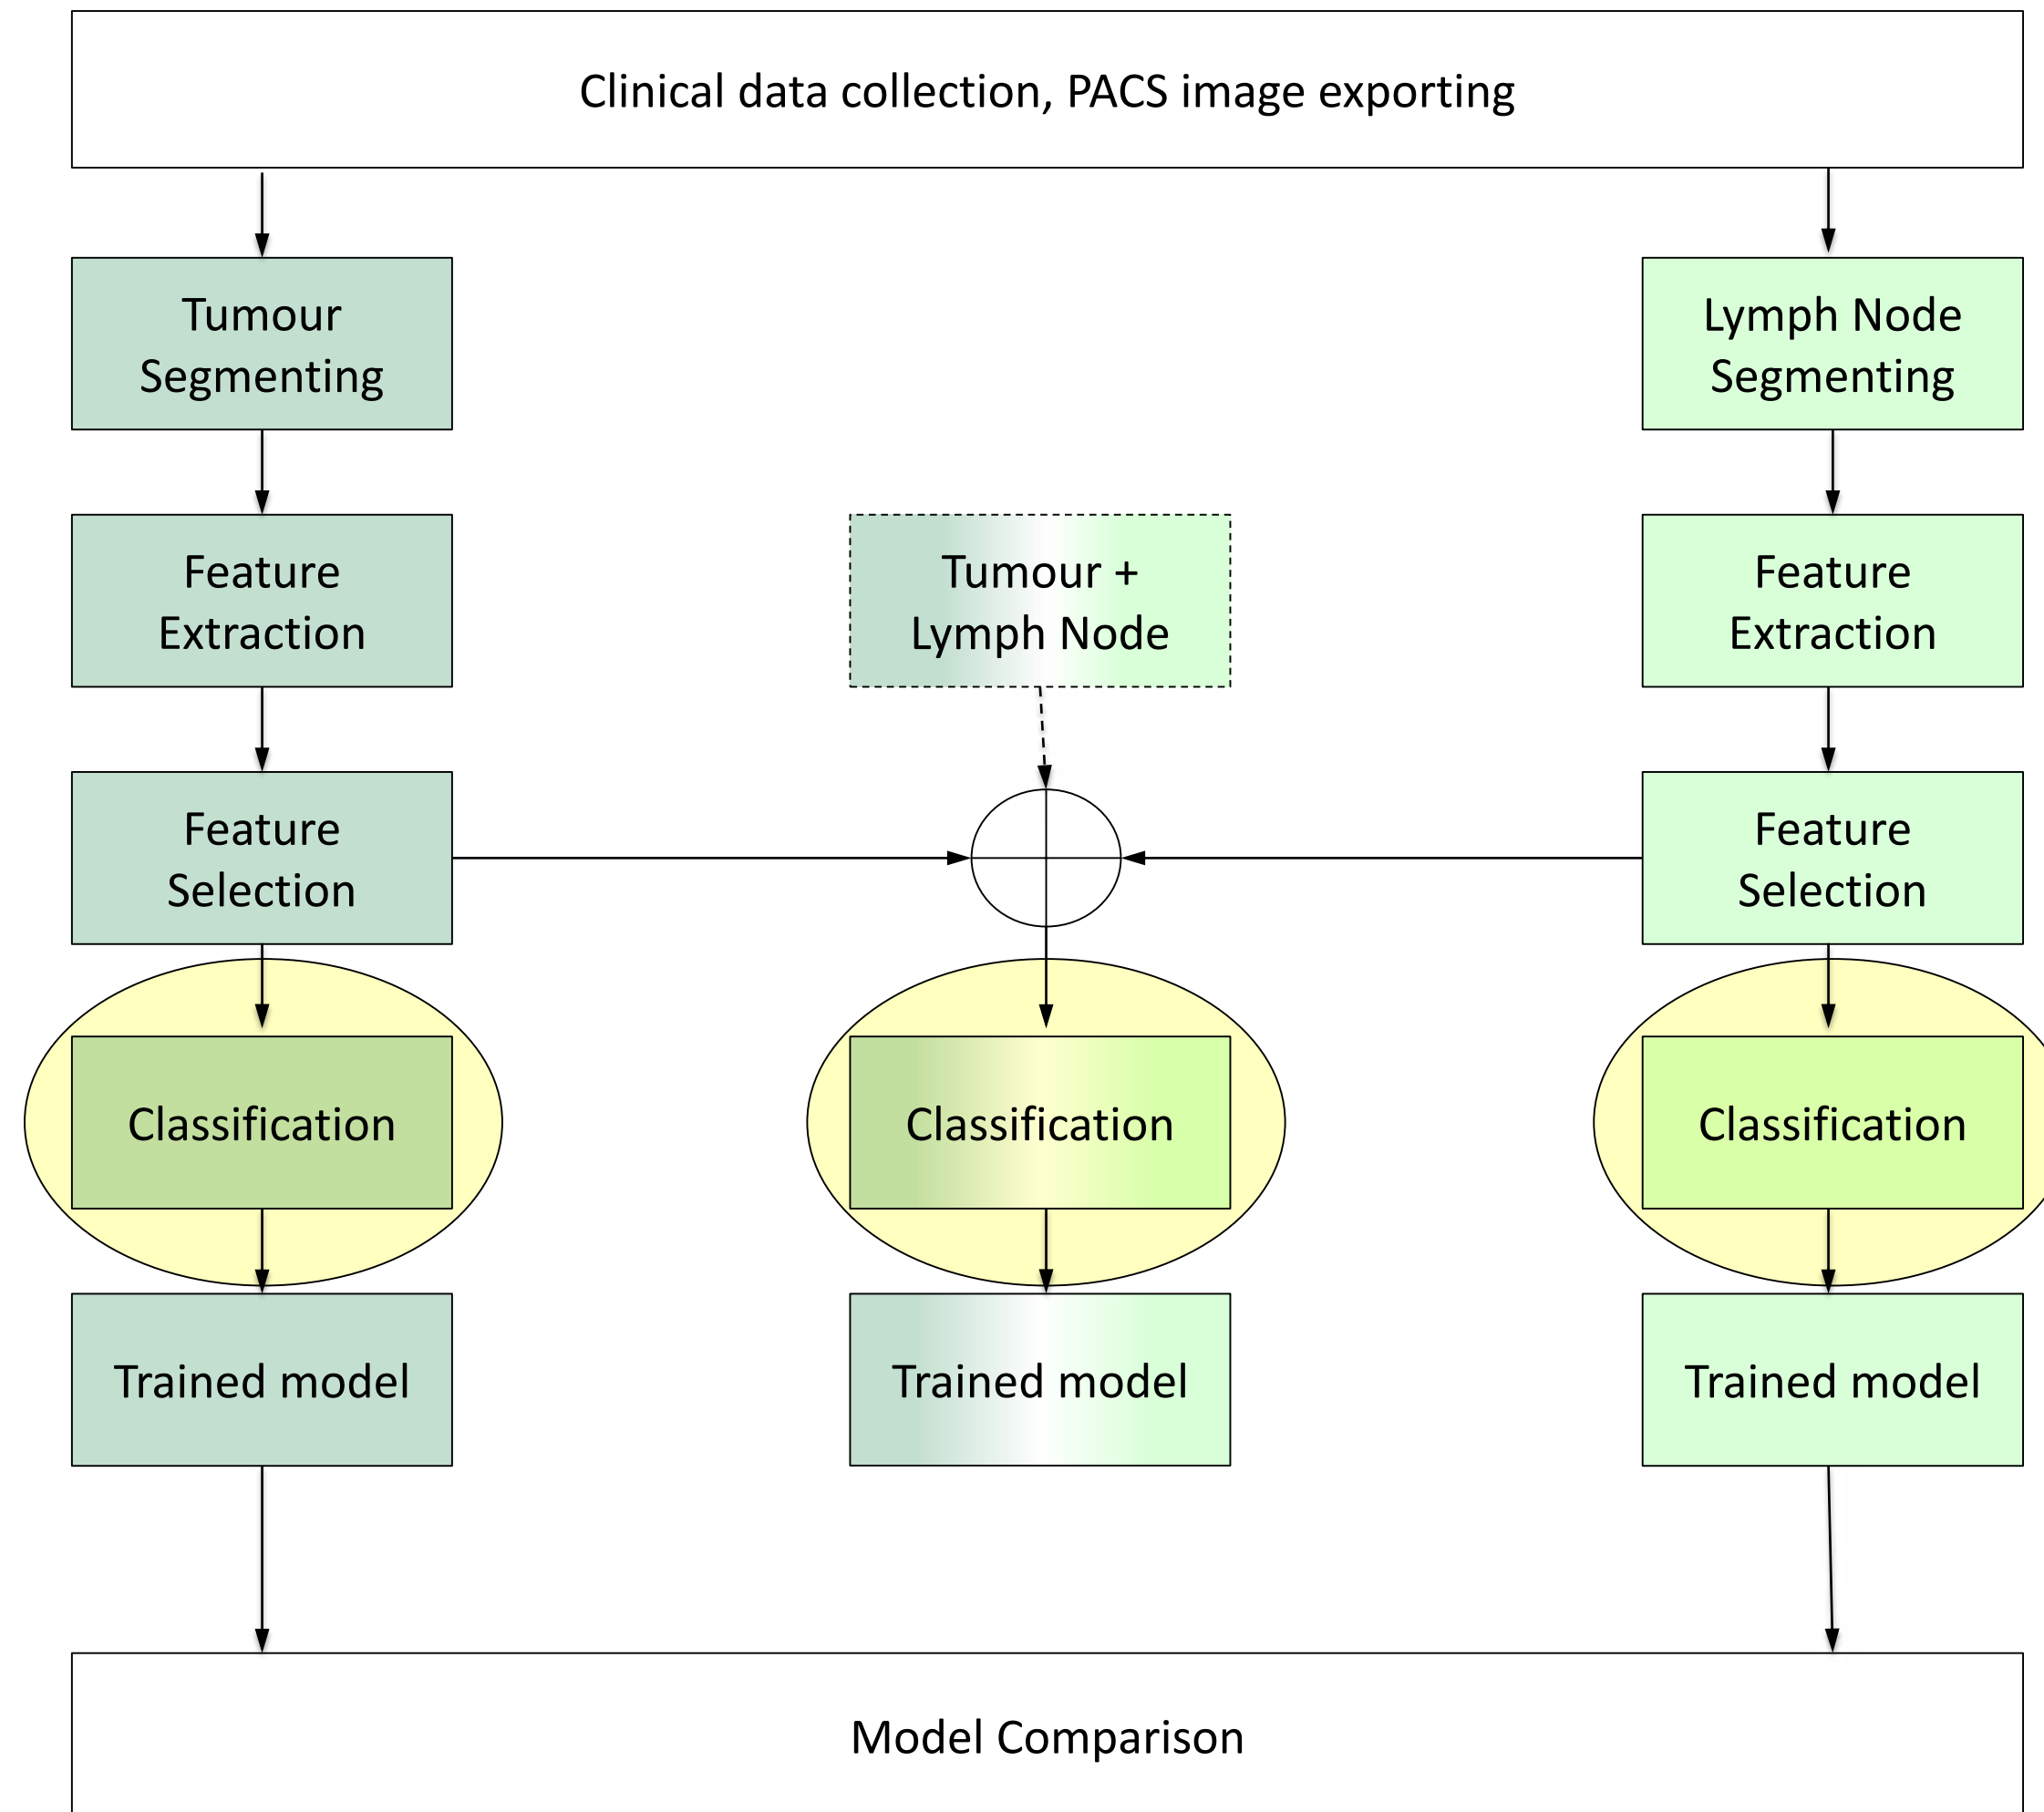 Clinical data collection, PACS image exporting
Tumour
Segmenting
Lymph Node
Segmenting
Feature
Extraction
Tumour +
Lymph Node
Feature
Extraction
Feature
Selection
Feature
Selection
Classification
Classification
Classification
Trained model
Trained model
Trained model
Model Comparison